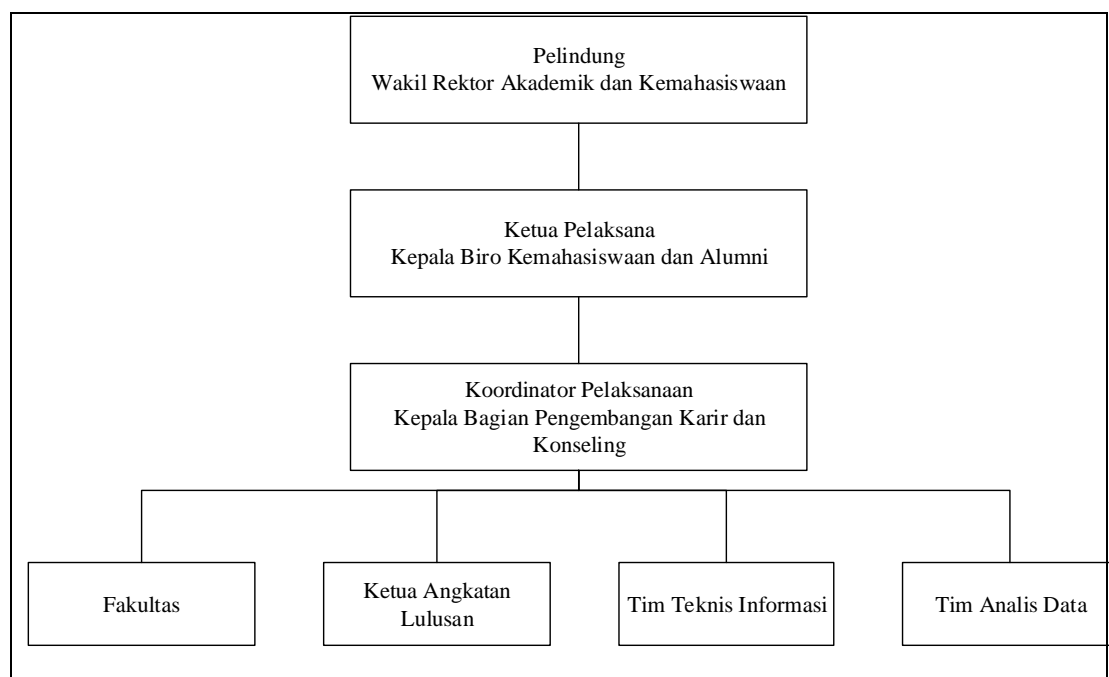 Pelindung
Wakil Rektor Akademik dan Kemahasiswaan
Ketua Pelaksana
Kepala Biro Kemahasiswaan dan Alumni
Koordinator Pelaksanaan
Kepala Bagian Pengembangan Karir dan
Konseling
Fakultas
Ketua Angkatan
Lulusan
Tim Teknis Informasi
Tim Analis Data